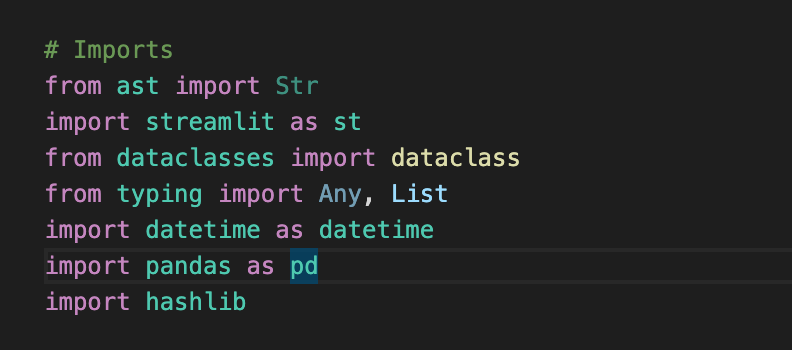 # Imports
from ast import Str
import streamlit as st
from dataclasses import dataclass
from typing import Any, List
import datetime as datetime
import pandas as pd
import hashlib